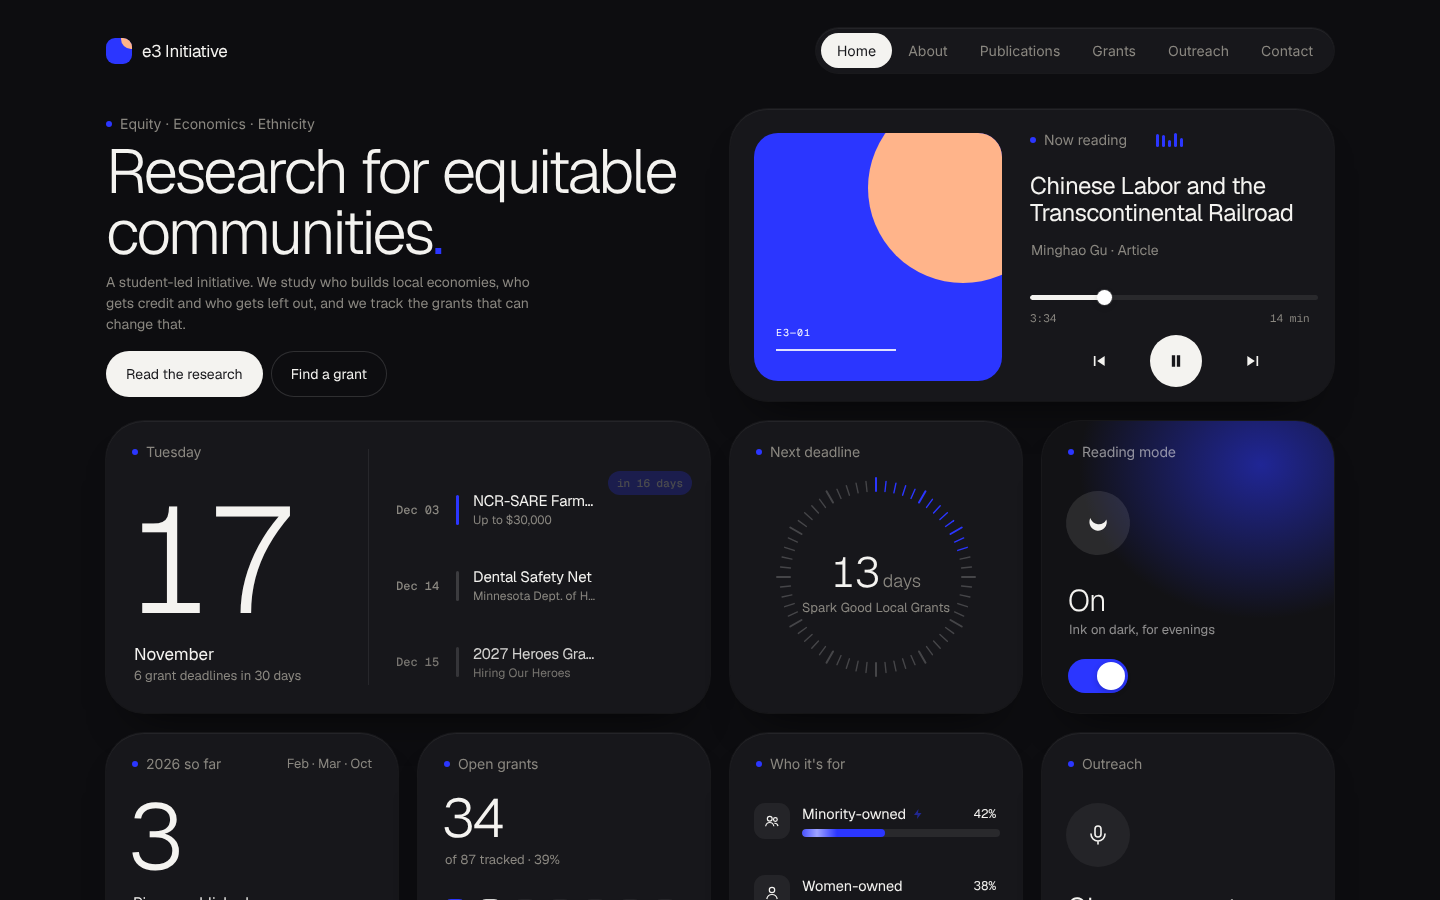 e3 Initiative
Home
About
Publications
Grants
Outreach
Contact
Equity · Economics · Ethnicity
Research for equitable
communities.
A student-led initiative. We study who builds local economies, who
gets credit and who gets left out, and we track the grants that can
change that.
Read the research
Find a grant
E3—01
Now reading
Chinese Labor and the
Transcontinental Railroad
Minghao Gu · Article
3:34
14 min
Tuesday
17
November
6 grant deadlines in 30 days
in 16 days
Dec 03
NCR-SARE Farm...
Up to $30,000
Dec 14
Dental Safety Net
Minnesota Dept. of H...
Dec 15
2027 Heroes Gra...
Hiring Our Heroes
Next deadline
13 days
Spark Good Local Grants
Reading mode
On
Ink on dark, for evenings
2026 so far
Feb · Mar · Oct
3
Open grants
34
of 87 tracked · 39%
Who it's for
Minority-owned
42%
Women-owned
38%
Outreach